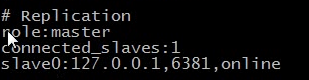 # Replication
role:master
connected_slaves:1
slave0:127.0.0.1,6381,online